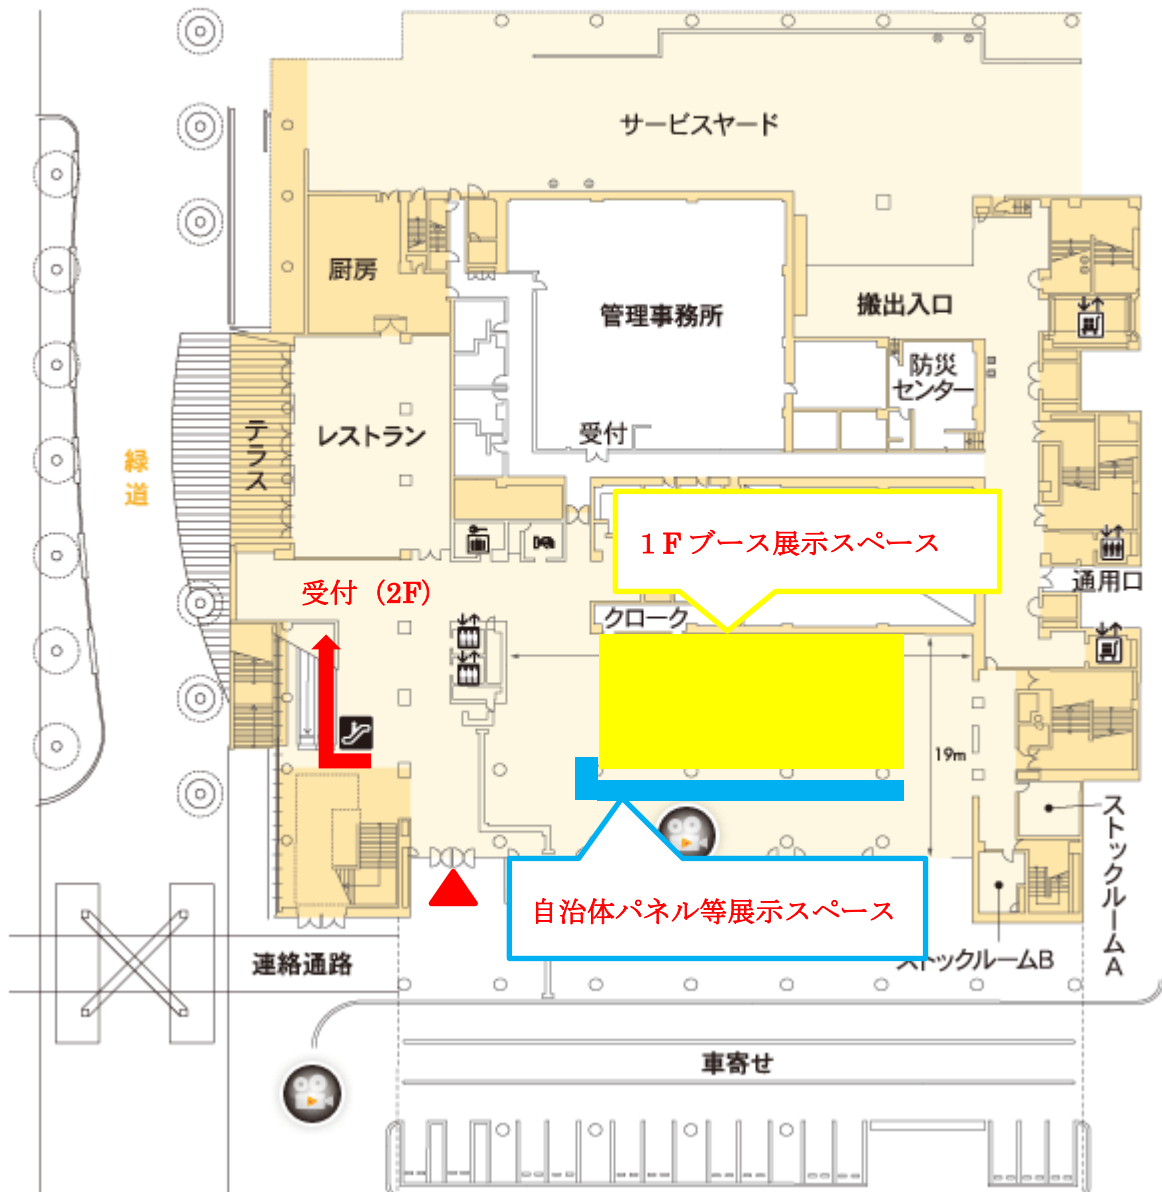 サービスヤード
厨房
管理事務所
搬出入口
防災
センター
テラス
レストラン
受付
緑道
1Fブース展示スペース
通用口
受付（2F）
クローク
19m
ストックルームA
自治体パネル等展示スペース
ストックルームB
連絡通路
車寄せ